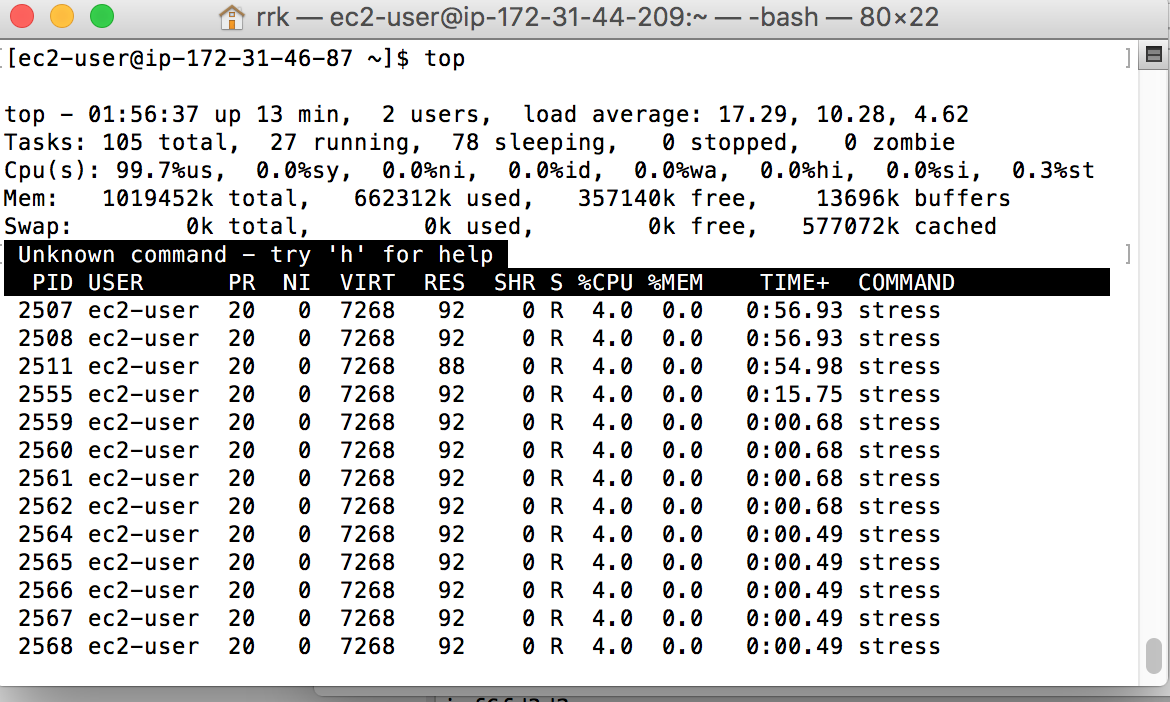 rrk — ec2-user@ip-172-31-44-209:~ — -bash — 80×22
[ec2-user@ip-172-31-46-87 ~]$ top
top - 01:56:37 up 13 min,  2 users,  load average: 17.29, 10.28, 4.62
Tasks: 105 total,  27 running,  78 sleeping,   0 stopped,   0 zombie
Cpu(s): 99.7%us,  0.0%sy,  0.0%ni,  0.0%id,  0.0%wa,  0.0%hi,  0.0%si,  0.3%st
Mem:   1019452k total,   662312k used,   357140k free,    13696k buffers
Swap:        0k total,        0k used,        0k free,   577072k cached
Unknown command - try 'h' for help
PID USER      PR  NI  VIRT  RES  SHR S %CPU %MEM    TIME+  COMMAND
2507 ec2-user  20   0  7268   92    0 R  4.0  0.0   0:56.93 stress
2508 ec2-user  20   0  7268   92    0 R  4.0  0.0   0:56.93 stress
2511 ec2-user  20   0  7268   88    0 R  4.0  0.0   0:54.98 stress
2555 ec2-user  20   0  7268   92    0 R  4.0  0.0   0:15.75 stress
2559 ec2-user  20   0  7268   92    0 R  4.0  0.0   0:00.68 stress
2560 ec2-user  20   0  7268   92    0 R  4.0  0.0   0:00.68 stress
2561 ec2-user  20   0  7268   92    0 R  4.0  0.0   0:00.68 stress
2562 ec2-user  20   0  7268   92    0 R  4.0  0.0   0:00.68 stress
2564 ec2-user  20   0  7268   92    0 R  4.0  0.0   0:00.49 stress
2565 ec2-user  20   0  7268   92    0 R  4.0  0.0   0:00.49 stress
2566 ec2-user  20   0  7268   92    0 R  4.0  0.0   0:00.49 stress
2567 ec2-user  20   0  7268   92    0 R  4.0  0.0   0:00.49 stress
2568 ec2-user  20   0  7268   92    0 R  4.0  0.0   0:00.49 stress